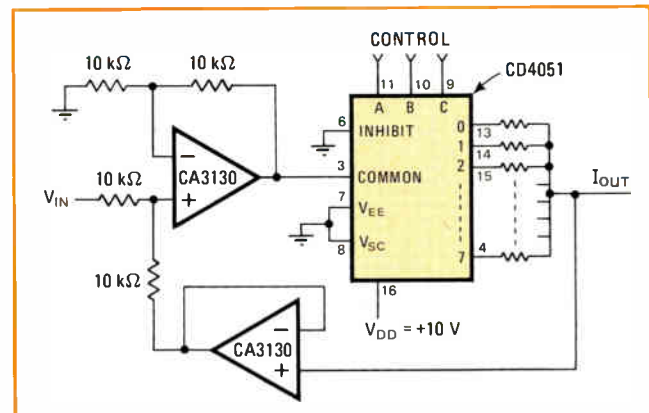 CONTROL
CD4051
10 kΩ
10 kΩ
11
10
9
A
B
C
6
INHIBIT
0
13
1
14
2
15
−
+
CA3130
3
COMMON
10 kΩ
VIN
IOUT
7
VEE
VSC
8
7
4
10 kΩ
16
VDD = +10 V
−
+
CA3130